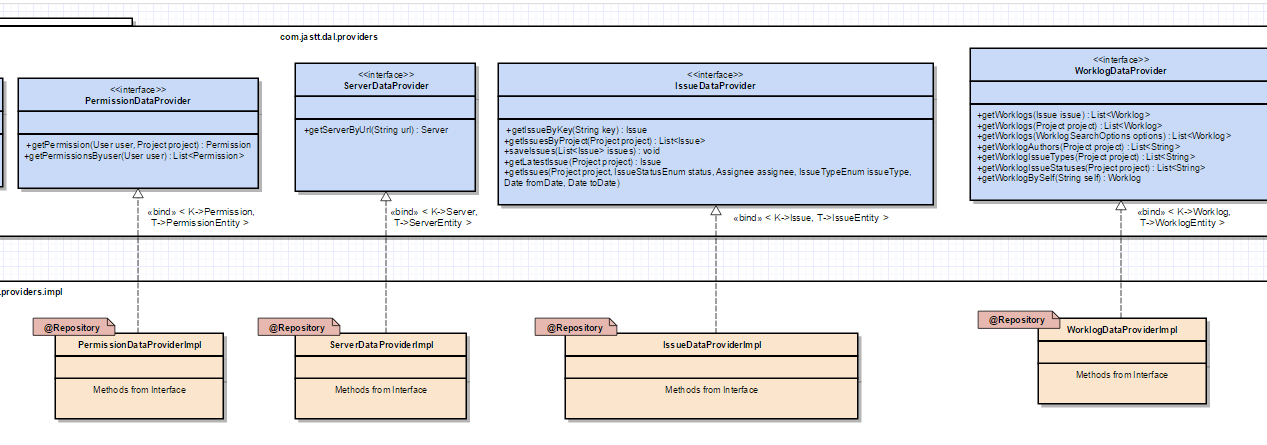 com.jastt.dal.providers
<<interface>>
PermissionDataProvider
+getPermission(User user, Project project) : Permission
+getPermissionsByuser(User user) : List<Permission>
<<interface>>
ServerDataProvider
+getServerByUrl(String url) : Server
<<interface>>
IssueDataProvider
+getIssueByKey(String key) : Issue
+getIssuesByProject(Project project) : List<Issue>
+saveIssues(List<Issue> issues) : void
+getLatestIssue(Project project) : Issue
+getIssues(Project project, IssueStatusEnum status, Assignee assignee, IssueTypeEnum issueType,
Date fromDate, Date toDate)
<<interface>>
WorklogDataProvider
+getWorklogs(Issue issue) : List<Worklog>
+getWorklogs(Project project) : List<Worklog>
+getWorklogs(WorklogSearchOptions options) : List<Worklog>
+getWorklogAuthors(Project project) : List<String>
+getWorklogIssueTypes(Project project) : List<String>
+getWorklogIssueStatuses(Project project) : List<String>
+getWorklogBySelf(String self) : Worklog
«bind» < K->Permission,
T->PermissionEntity >
«bind» < K->Server,
T->ServerEntity >
«bind» < K->Issue, T->IssueEntity >
«bind» < K->Worklog,
T->WorklogEntity >
.providers.impl
@Repository
PermissionDataProviderImpl
Methods from Interface
@Repository
ServerDataProviderImpl
Methods from Interface
@Repository
IssueDataProviderImpl
Methods from Interface
@Repository
WorklogDataProviderImpl
Methods from Interface